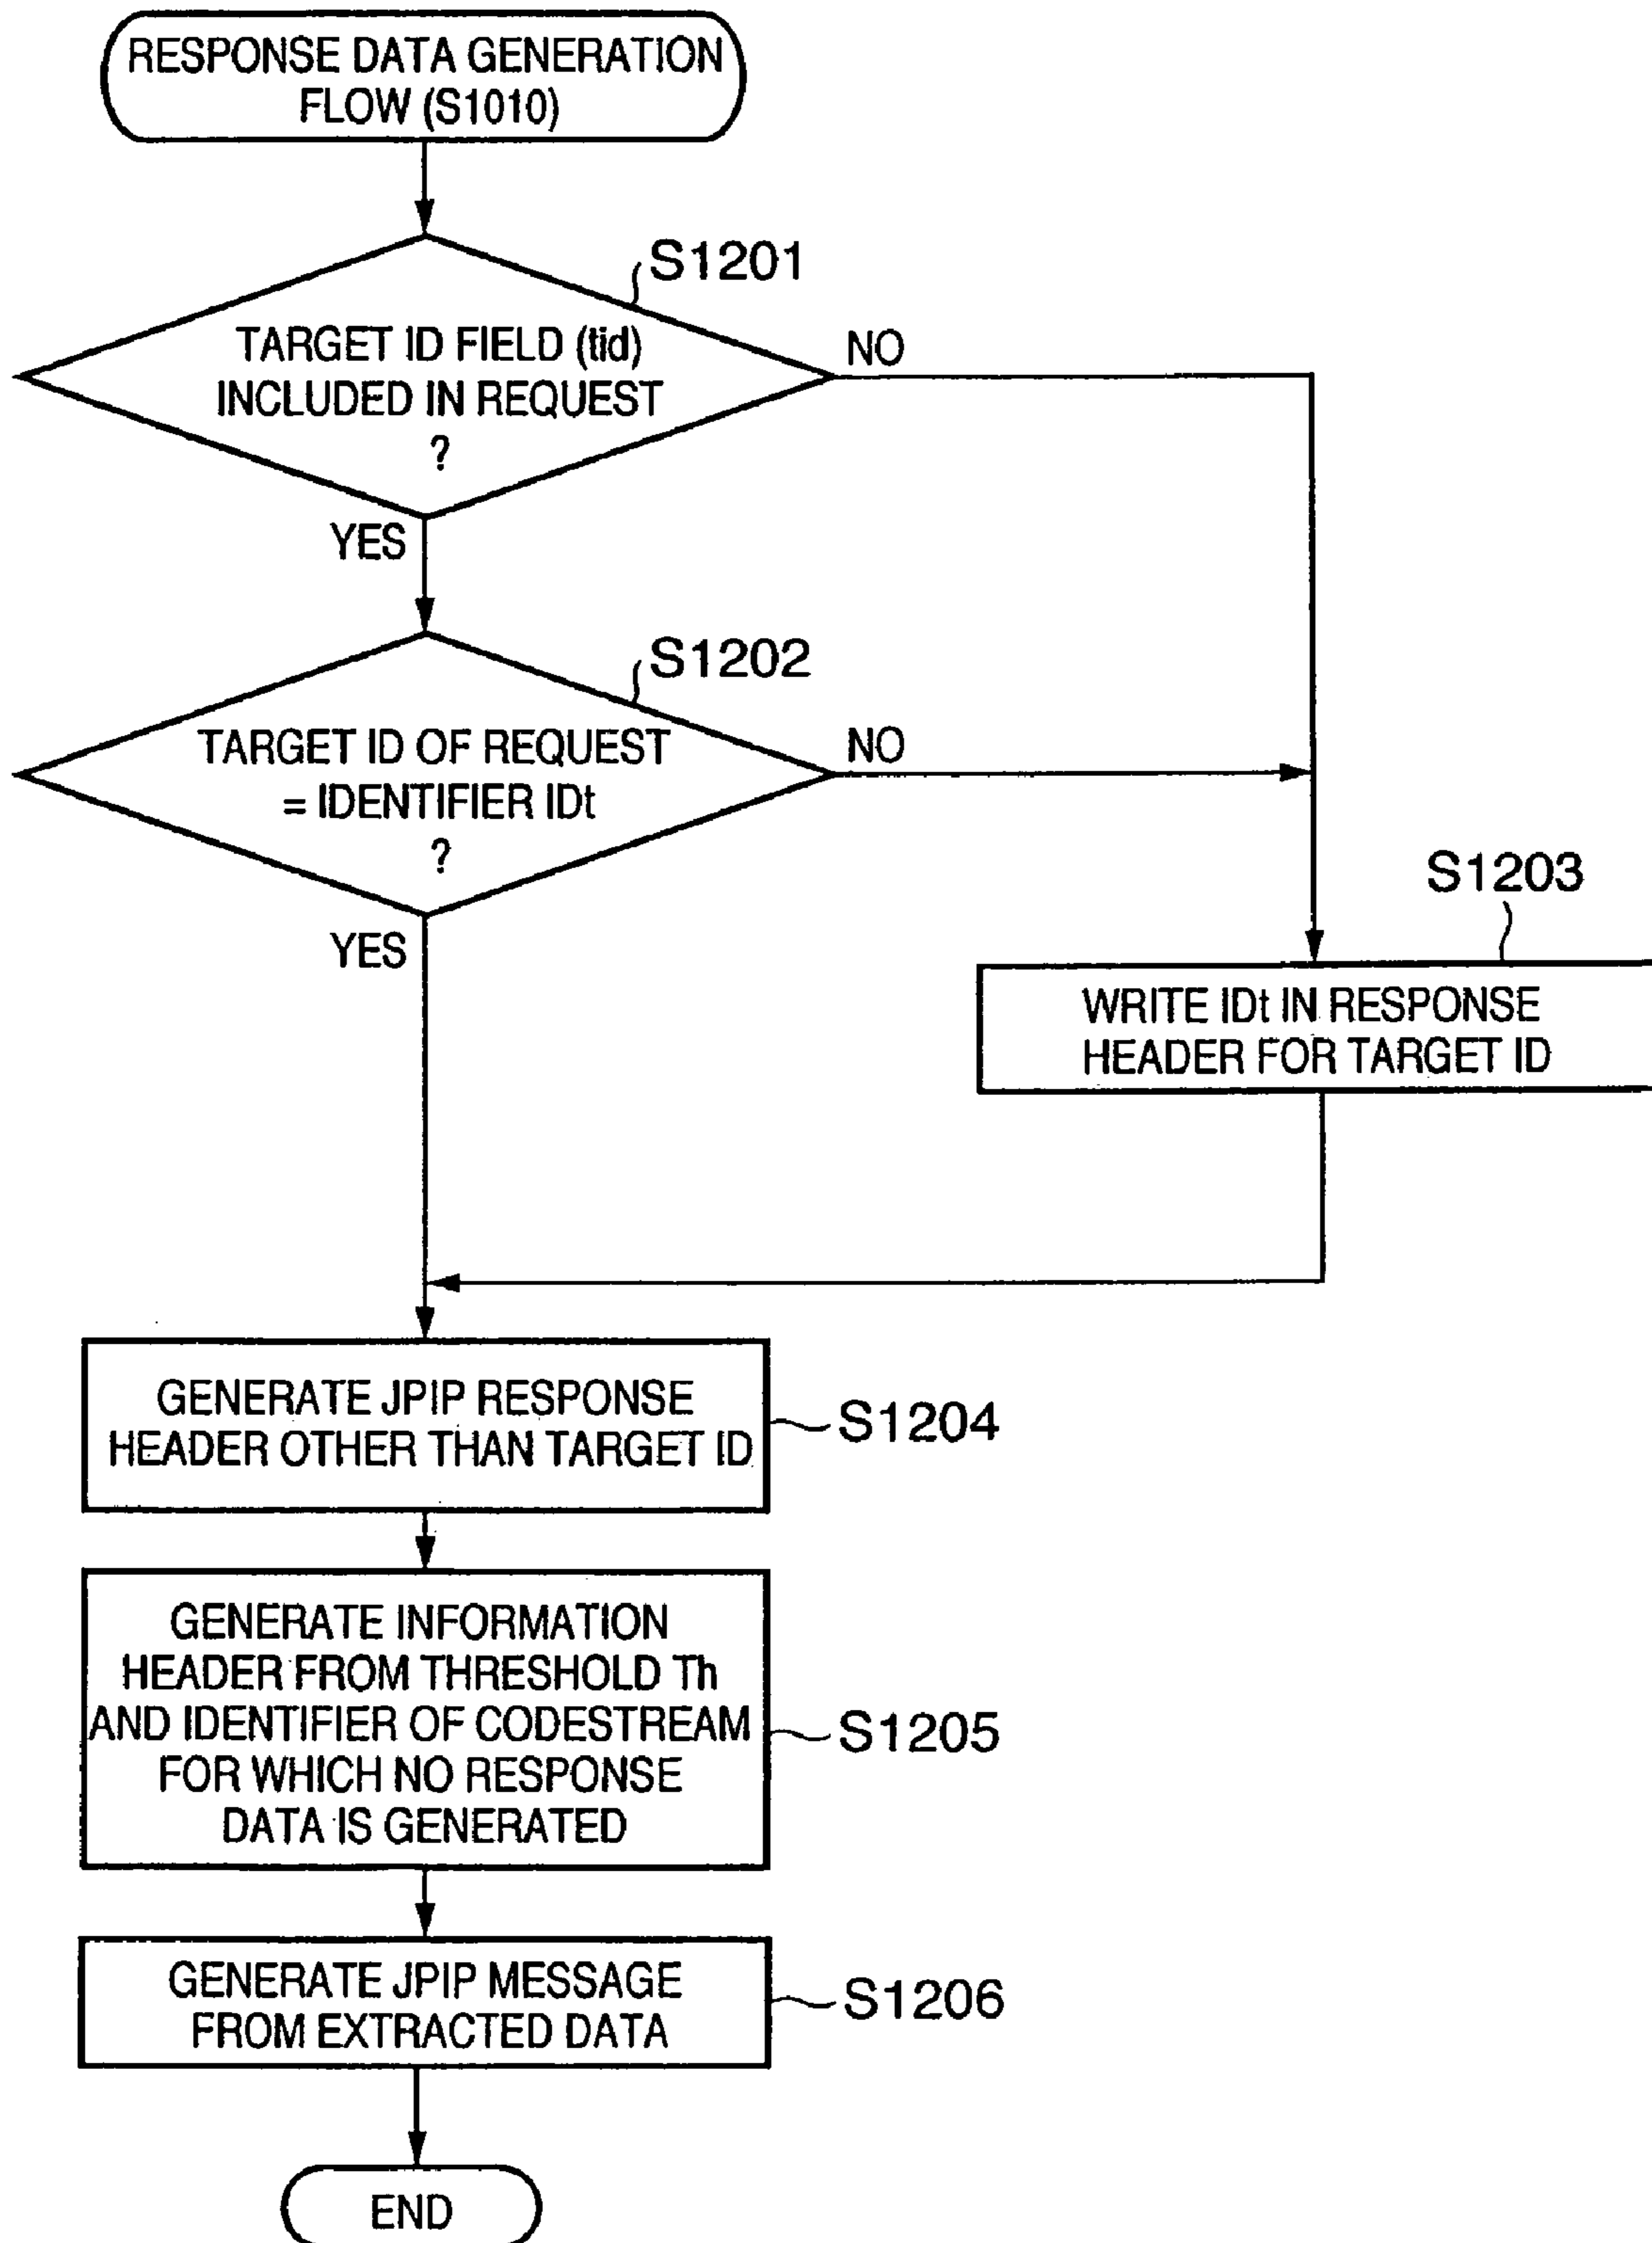 RESPONSE DATA GENERATION
FLOW (S1010)
S1201
TARGET ID FIELD (tid)
INCLUDED IN REQUEST
?
NO
YES
S1202
TARGET ID OF REQUEST
= IDENTIFIER IDt
?
NO
YES
S1203
WRITE IDt IN RESPONSE
HEADER FOR TARGET ID
GENERATE JPIP RESPONSE
HEADER OTHER THAN TARGET ID
S1204
GENERATE INFORMATION
HEADER FROM THRESHOLD Th
AND IDENTIFIER OF CODESTREAM
FOR WHICH NO RESPONSE
DATA IS GENERATED
S1205
GENERATE JPIP MESSAGE
FROM EXTRACTED DATA
S1206
END